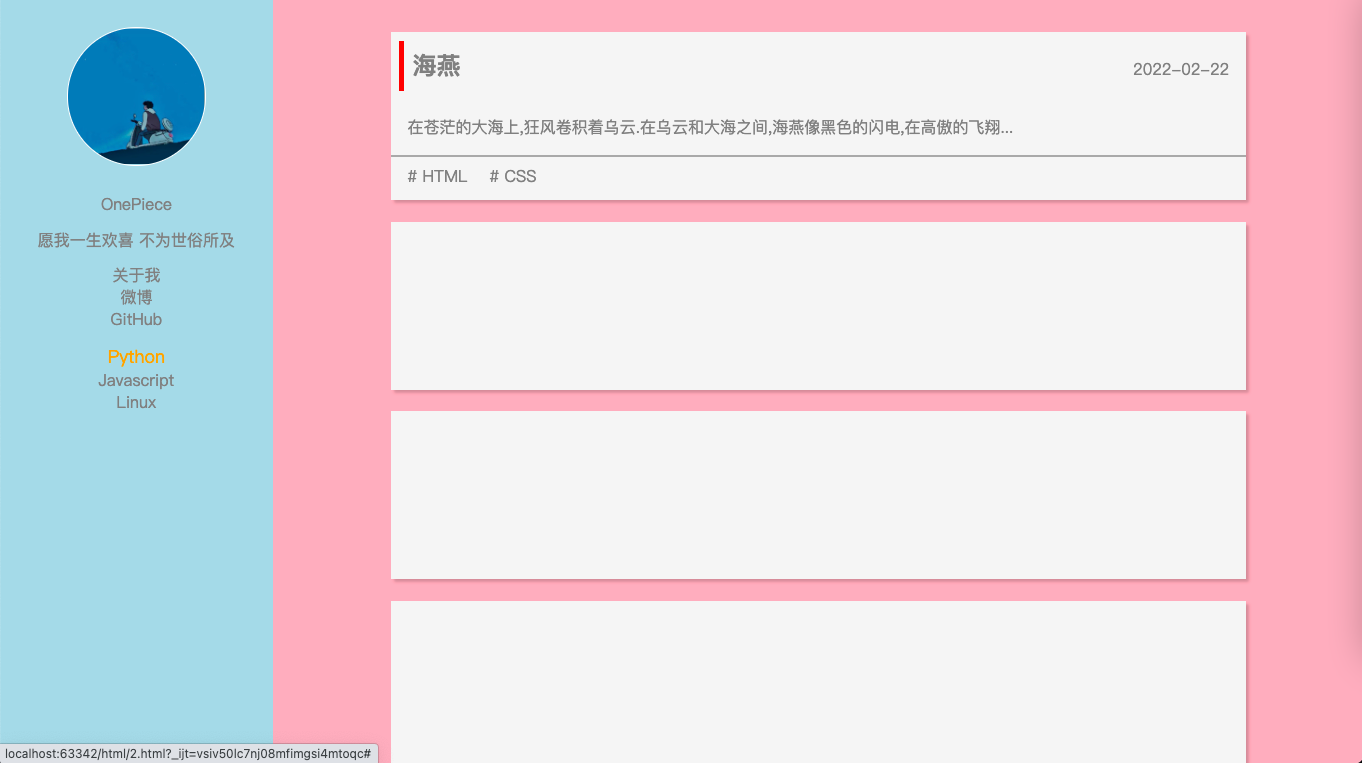 OnePiece
愿我一生欢喜 不为世俗所及
关于我
微博
GitHub
Python
Javascript
Linux
海燕
2022-02-22
在苍茫的大海上,狂风卷积着乌云.在乌云和大海之间,海燕像黑色的闪电,在高傲的飞翔...
# HTML # CSS
localhost:63342/html/2.html?_ijt=vsiv50lc7nj08mfimgsi4mtoqc#